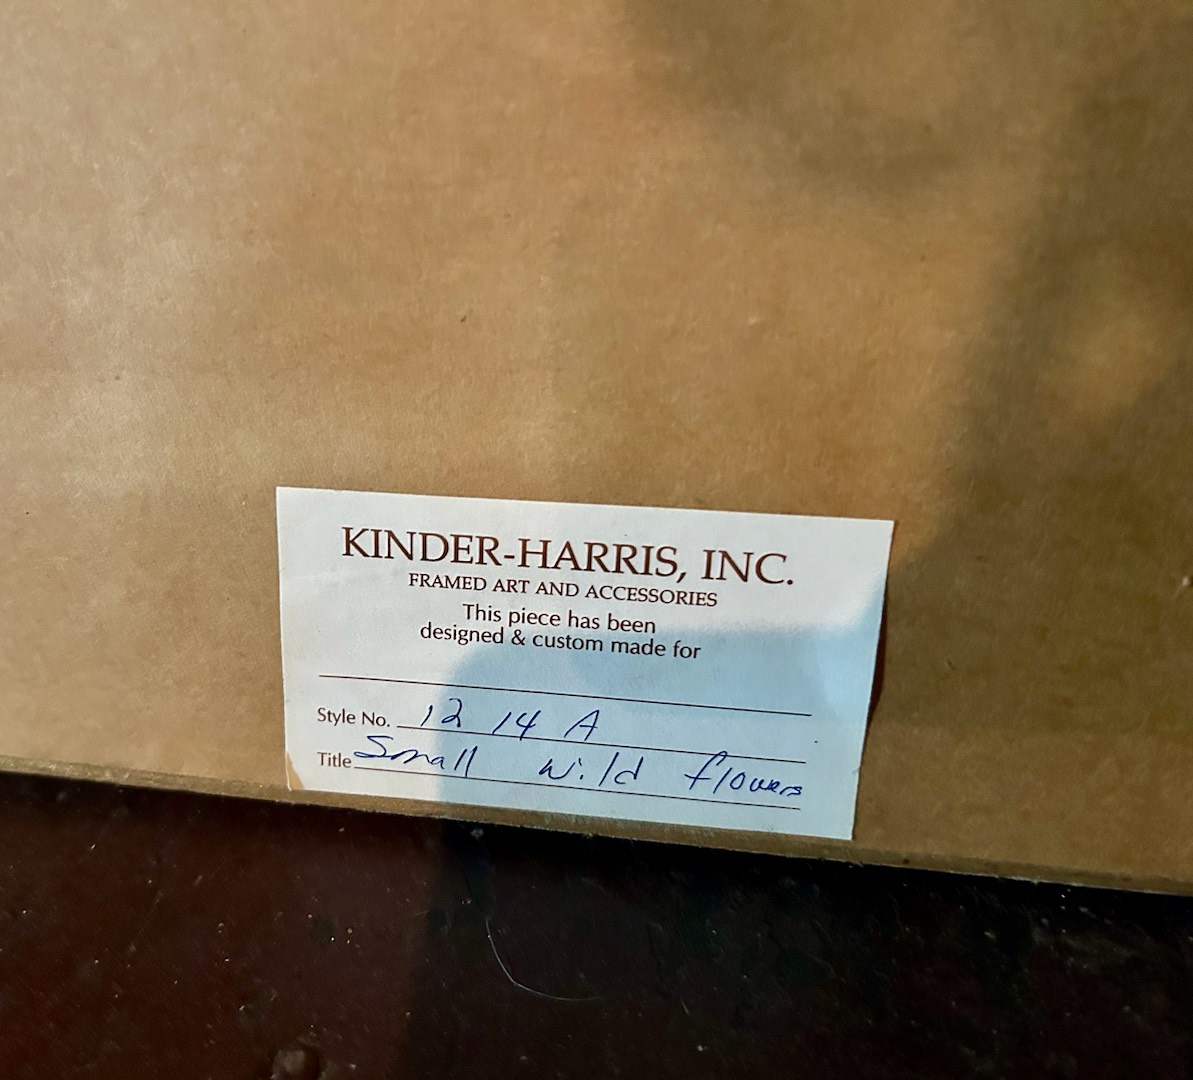 KINDER-HARRIS, INC.
FRAMED ART AND ACCESSORIES
This piece has been
designed & custom made for
Style No. 12 14 A
Title Small Wild flowers